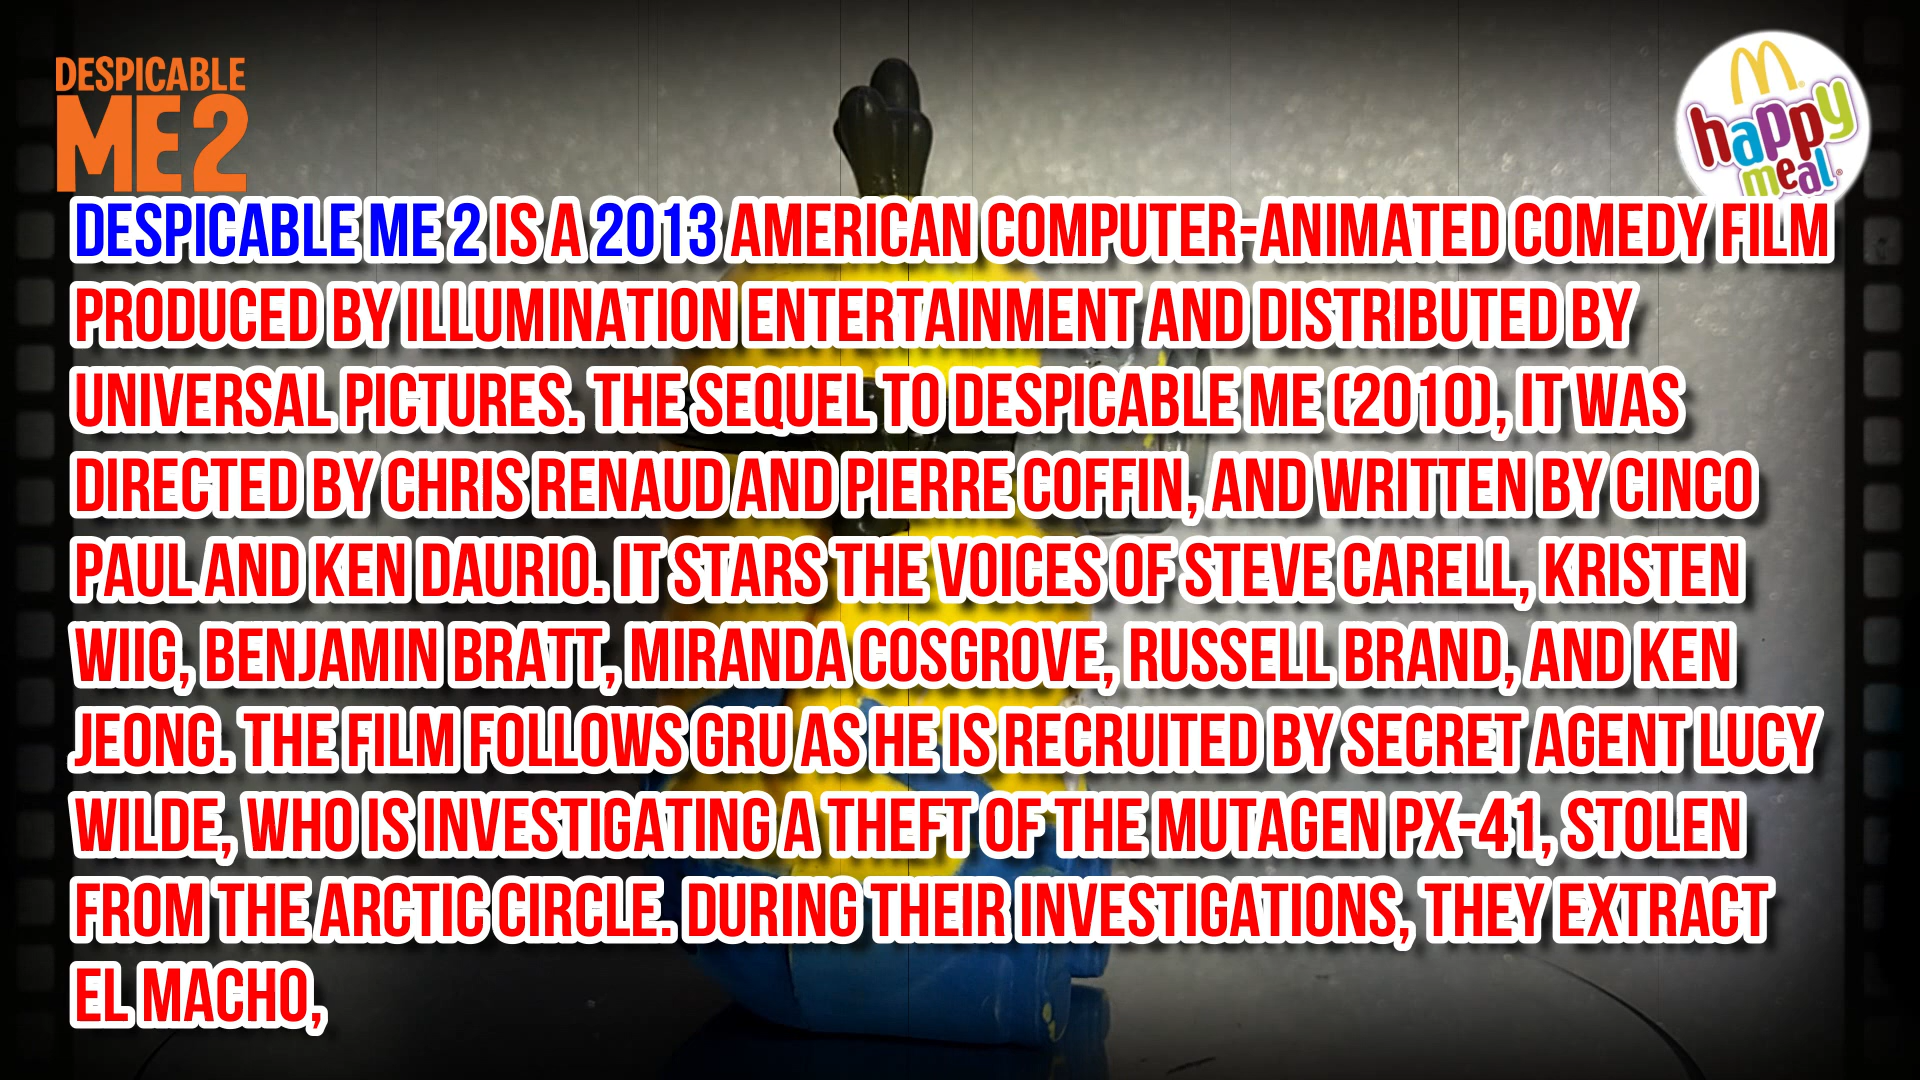 DESPICABLE
ME 2
M
happy
meal
DESPICABLE ME 2 IS A 2013 AMERICAN COMPUTER-ANIMATED COMEDY FILM
PRODUCED BY ILLUMINATION ENTERTAINMENT AND DISTRIBUTED BY
UNIVERSAL PICTURES. THE SEQUEL TO DESPICABLE ME (2010), IT WAS
DIRECTED BY CHRIS RENAUD AND PIERRE COFFIN, AND WRITTEN BY CINCO
PAUL AND KEN DAURIO. IT STARS THE VOICES OF STEVE CARELL, KRISTEN
WIIG, BENJAMIN BRATT, MIRANDA COSGROVE, RUSSELL BRAND, AND KEN
JEONG. THE FILM FOLLOWS GRU AS HE IS RECRUITED BY SECRET AGENT LUCY
WILDE, WHO IS INVESTIGATING A THEFT OF THE MUTAGEN PX-41, STOLEN
FROM THE ARCTIC CIRCLE. DURING THEIR INVESTIGATIONS, THEY EXTRACT
EL MACHO,